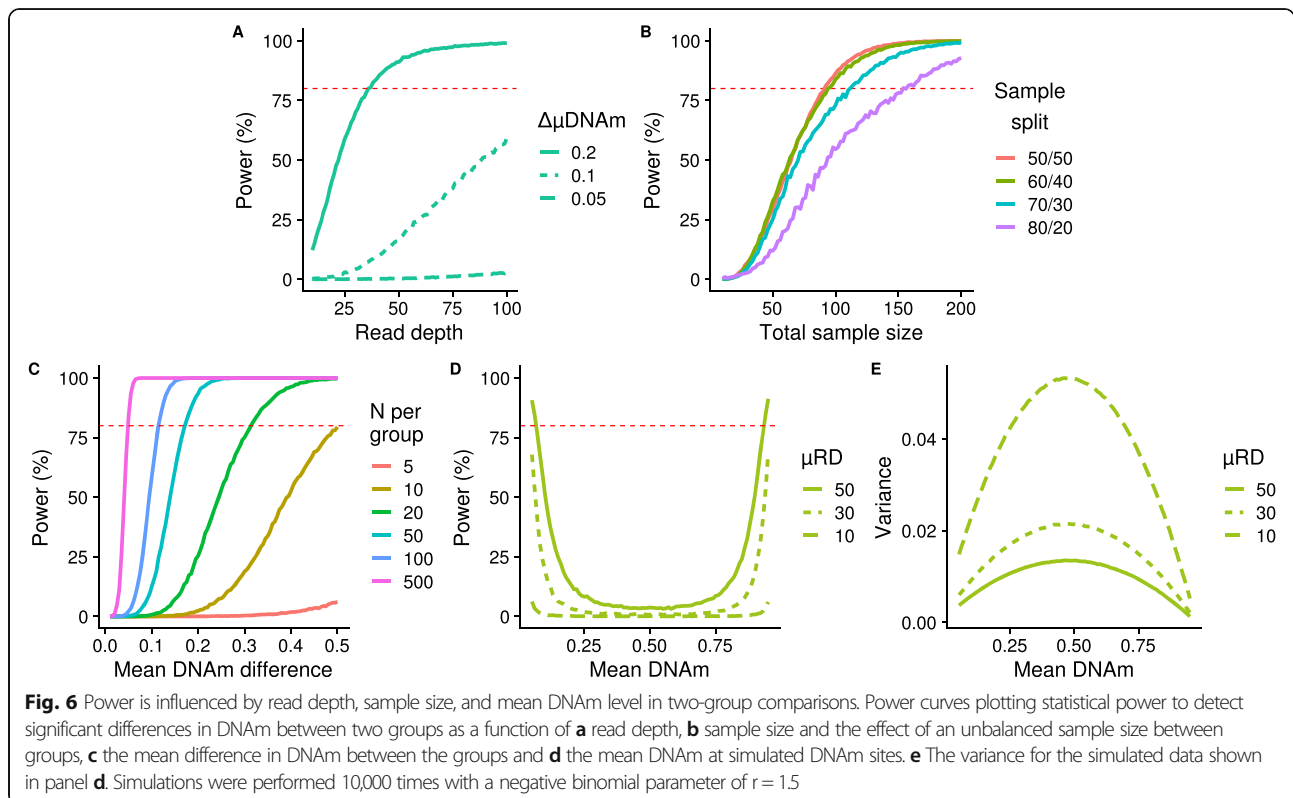 A
100
75
50
25
0
Power (%)
25
50
75
100
Read depth
ΔμDNAm
0.2
0.1
0.05
B
100
75
50
25
0
Power (%)
50
100
150
200
Total sample size
Sample
split
50/50
60/40
70/30
80/20
C
100
75
50
25
0
Power (%)
0.0
0.1
0.2
0.3
0.4
0.5
Mean DNAm difference
N per
group
5
10
20
50
100
500
D
100
75
50
25
0
Power (%)
0.25
0.50
0.75
Mean DNAm
μRD
50
30
10
E
0.04
0.02
0.00
Variance
0.25
0.50
0.75
Mean DNAm
μRD
50
30
10
Fig. 6 Power is influenced by read depth, sample size, and mean DNAm level in two-group comparisons. Power curves plotting statistical power to detect
significant differences in DNAm between two groups as a function of a read depth, b sample size and the effect of an unbalanced sample size between
groups, c the mean difference in DNAm between the groups and d the mean DNAm at simulated DNAm sites. e The variance for the simulated data shown
in panel d. Simulations were performed 10,000 times with a negative binomial parameter of r = 1.5